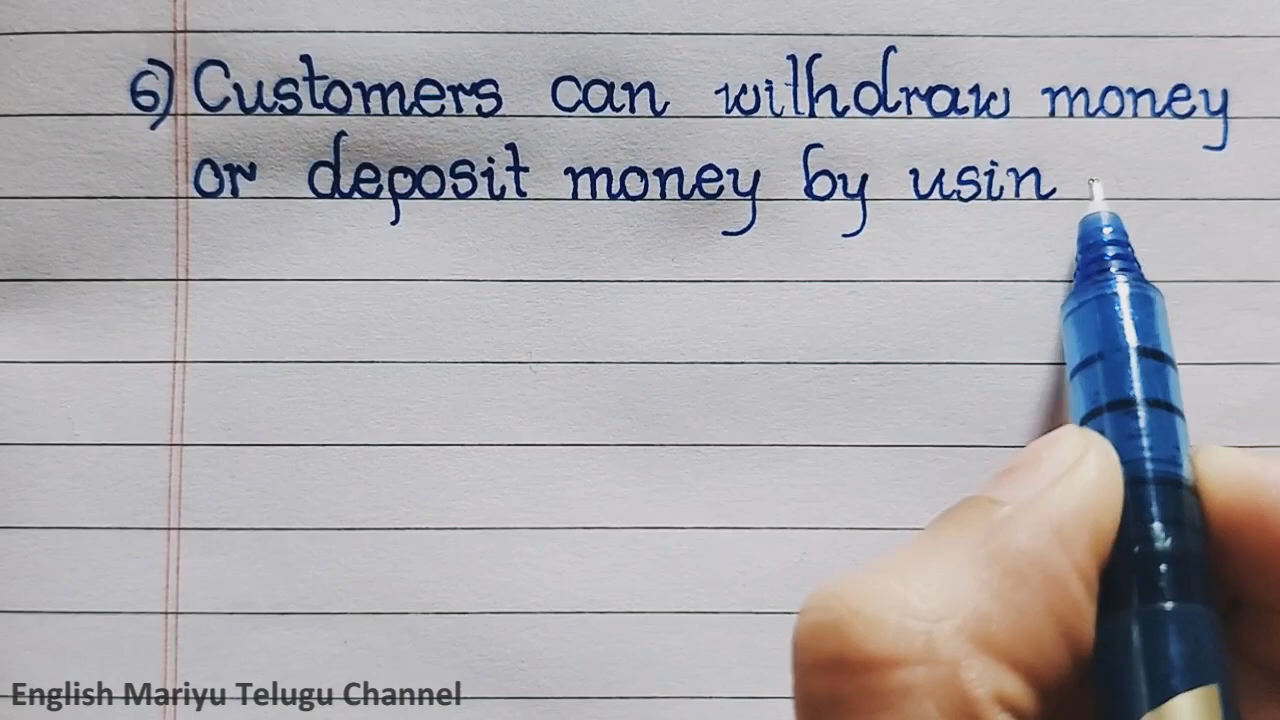 6) Customers can withdraw money
or deposit money by usin
English Mariyu Telugu Channel